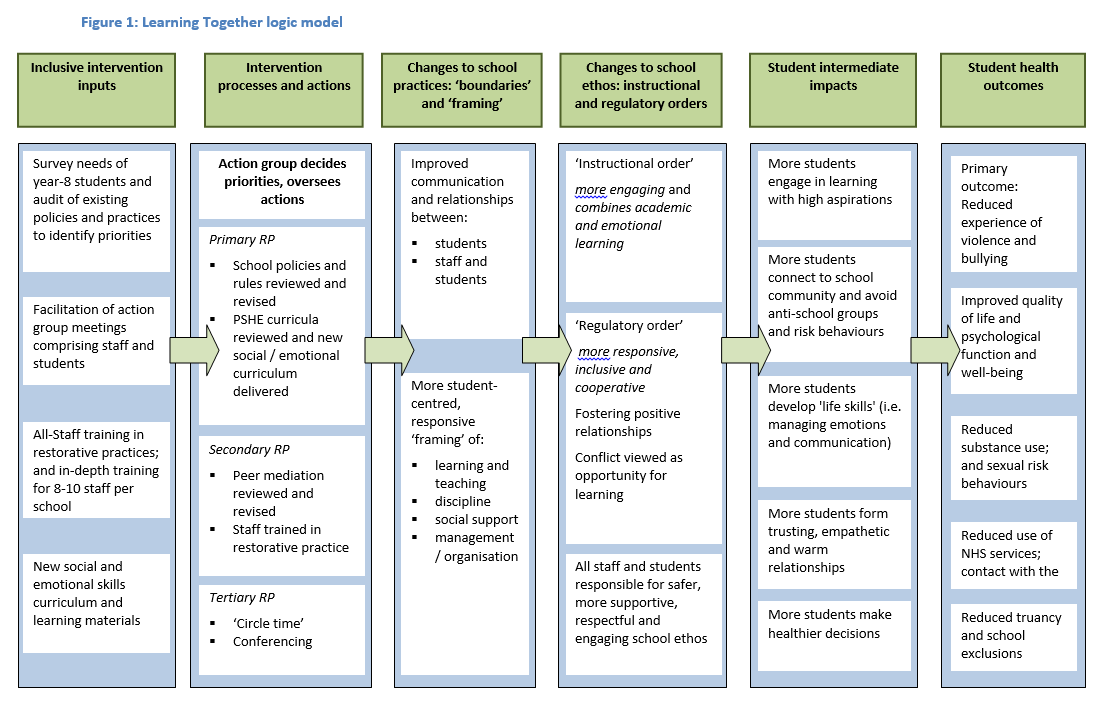 Figure 1: Learning Together logic model
Inclusive intervention
inputs
Survey needs of
year-8 students and
audit of existing
policies and practices
to identify priorities
Facilitation of action
group meetings
comprising staff and
students
All-Staff training in
restorative practices;
and in-depth training
for 8-10 staff per
school
New social and
emotional skills
curriculum and
learning materials
Intervention
processes and actions
Action group decides
priorities, oversees
actions
Primary RP
▪ School policies and
rules reviewed and
revised
▪ PSHE curricula
reviewed and new
social / emotional
curriculum
delivered
Secondary RP
▪ Peer mediation
reviewed and
revised
▪ Staff trained in
restorative practice
Tertiary RP
▪ ‘Circle time’
▪ Conferencing
Changes to school
practices: ‘boundaries’
and ‘framing’
Improved
communication
and relationships
between:
▪ students
▪ staff and
students
More student-
centred,
responsive
‘framing’ of:
▪ learning and
teaching
▪ discipline
▪ social support
▪ management
/ organisation
Changes to school
ethos: instructional
and regulatory orders
‘Instructional order’
more engaging and
combines academic
and emotional
learning
‘Regulatory order’
more responsive,
inclusive and
cooperative
Fostering positive
relationships
Conflict viewed as
opportunity for
learning
All staff and students
responsible for safer,
more supportive,
respectful and
engaging school ethos
Student intermediate
impacts
More students
engage in learning
with high aspirations
More students
connect to school
community and avoid
anti-school groups
and risk behaviours
More students
develop 'life skills' (i.e.
managing emotions
and communication)
More students form
trusting, empathetic
and warm
relationships
More students make
healthier decisions
Student health
outcomes
Primary
outcome:
Reduced
experience of
violence and
bullying
Improved quality
of life and
psychological
function and
well-being
Reduced
substance use;
and sexual risk
behaviours
Reduced use of
NHS services;
contact with the
Reduced truancy
and school
exclusions